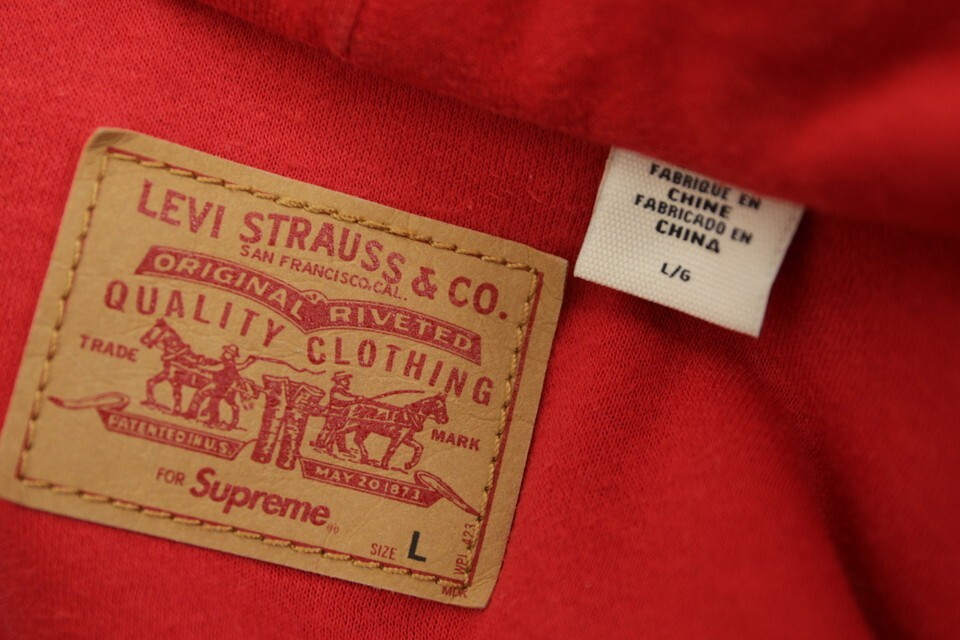 LEVI STRAUSS & CO.
SAN FRANCISCO, CAL.
ORIGINAL RIVETED
QUALITY CLOTHING
TRADE MARK
PATENTED IN U.S.
MAY 20 1873
FOR Supreme
SIZE L
WPL 423
FABRIQUE EN
CHINE
FABRICADO EN
CHINA
L/G